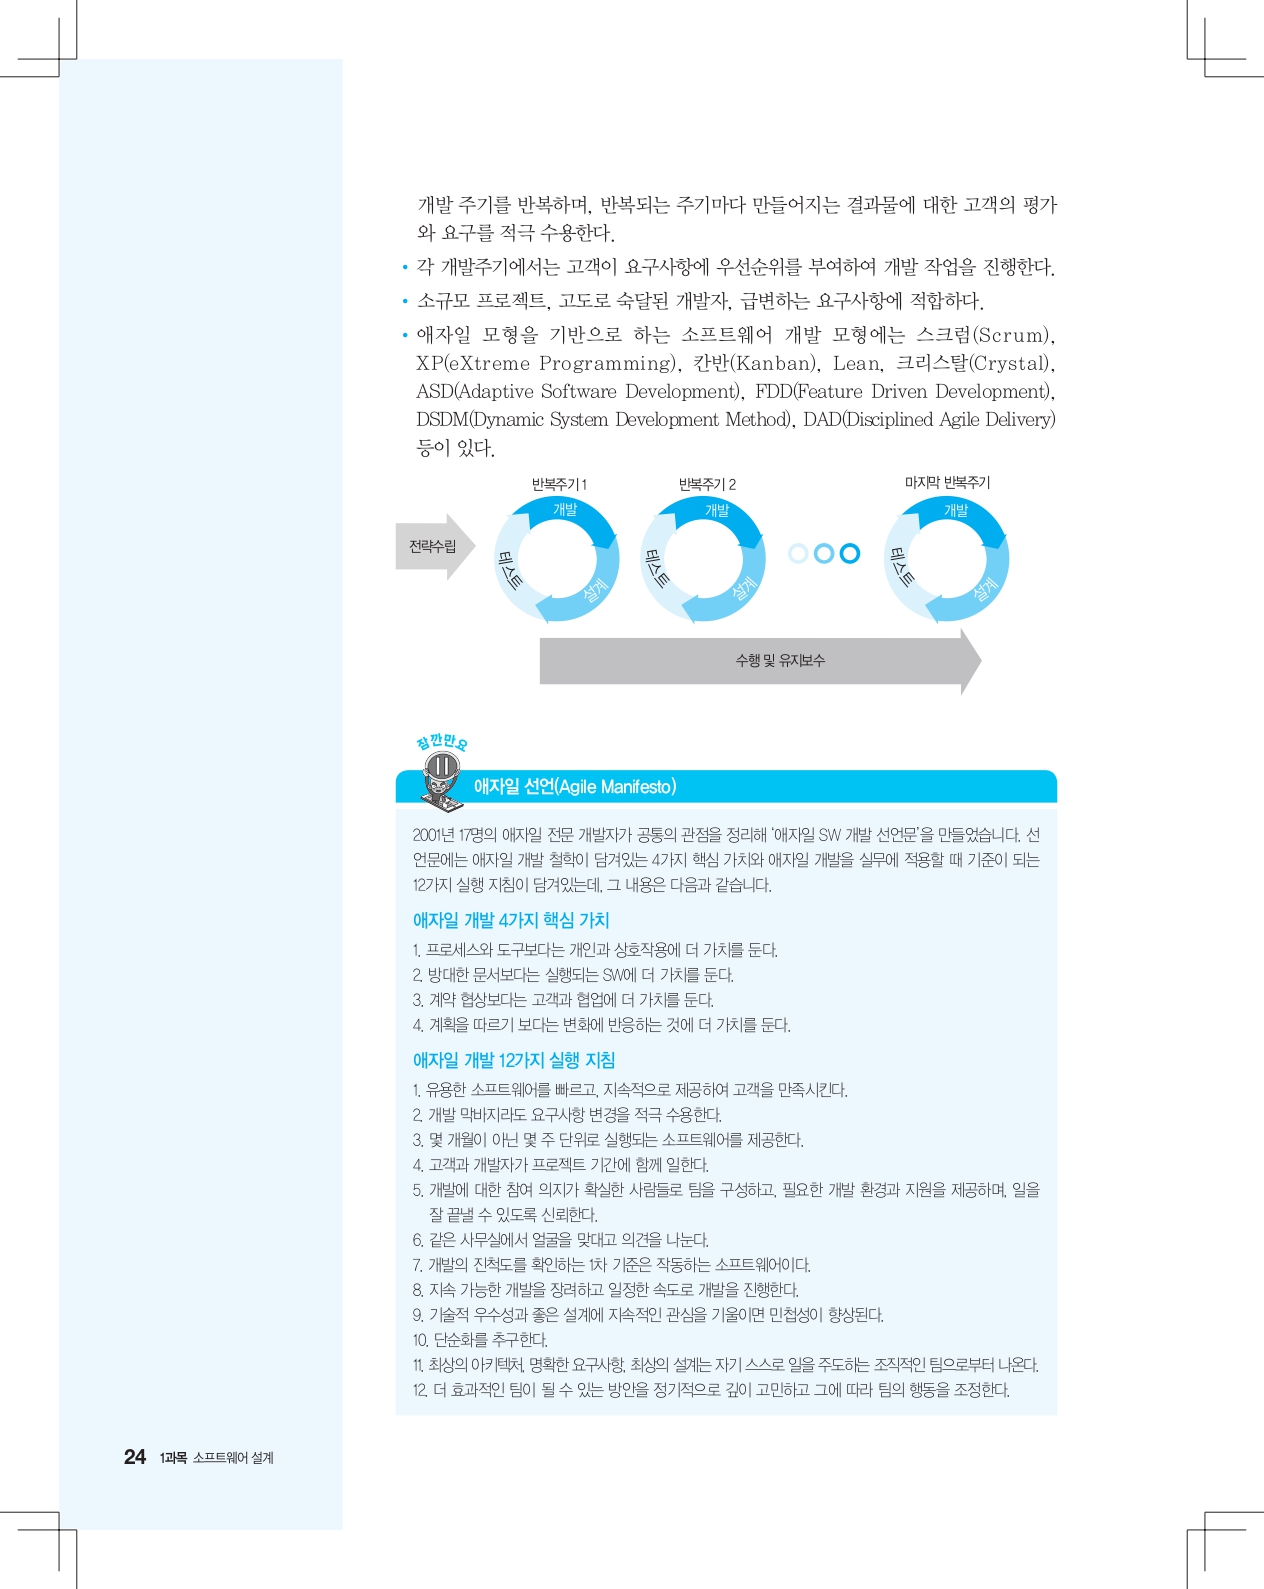 개발 주기를 반복하며, 반복되는 주기마다 만들어지는 결과물에 대한 고객의 평가
와 요구를 적극 수용한다.
• 각 개발주기에서는 고객이 요구사항에 우선순위를 부여하여 개발 작업을 진행한다.
• 소규모 프로젝트, 고도로 숙달된 개발자, 급변하는 요구사항에 적합하다.
• 애자일 모형을 기반으로 하는 소프트웨어 개발 모형에는 스크럼(Scrum),
XP(eXtreme Programming), 칸반(Kanban), Lean, 크리스탈(Crystal),
ASD(Adaptive Software Development), FDD(Feature Driven Development),
DSDM(Dynamic System Development Method), DAD(Disciplined Agile Delivery)
등이 있다.
반복주기 1 반복주기 2 마지막 반복주기
개발 개발 개발
전략수립
테스트 테스트 테스트
설계 설계 설계
수행 및 유지보수
잠깐만요
애자일 선언(Agile Manifesto)
2001년 17명의 애자일 전문 개발자가 공통의 관점을 정리해 '애자일 SW 개발 선언문'을 만들었습니다. 선
언문에는 애자일 개발 철학이 담겨있는 4가지 핵심 가치와 애자일 개발을 실무에 적용할 때 기준이 되는
12가지 실행 지침이 담겨있는데, 그 내용은 다음과 같습니다.
애자일 개발 4가지 핵심 가치
1. 프로세스와 도구보다는 개인과 상호작용에 더 가치를 둔다.
2. 방대한 문서보다는 실행되는 SW에 더 가치를 둔다.
3. 계약 협상보다는 고객과 협업에 더 가치를 둔다.
4. 계획을 따르기 보다는 변화에 반응하는 것에 더 가치를 둔다.
애자일 개발 12가지 실행 지침
1. 유용한 소프트웨어를 빠르고, 지속적으로 제공하여 고객을 만족시킨다.
2. 개발 막바지라도 요구사항 변경을 적극 수용한다.
3. 몇 개월이 아닌 몇 주 단위로 실행되는 소프트웨어를 제공한다.
4. 고객과 개발자가 프로젝트 기간에 함께 일한다.
5. 개발에 대한 참여 의지가 확실한 사람들로 팀을 구성하고, 필요한 개발 환경과 지원을 제공하며, 일을
잘 끝낼 수 있도록 신뢰한다.
6. 같은 사무실에서 얼굴을 맞대고 의견을 나눈다.
7. 개발의 진척도를 확인하는 1차 기준은 작동하는 소프트웨어이다.
8. 지속 가능한 개발을 장려하고 일정한 속도로 개발을 진행한다.
9. 기술적 우수성과 좋은 설계에 지속적인 관심을 기울이면 민첩성이 향상된다.
10. 단순화를 추구한다.
11. 최상의 아키텍처, 명확한 요구사항, 최상의 설계는 자기 스스로 일을 주도하는 조직적인 팀으로부터 나온다.
12. 더 효과적인 팀이 될 수 있는 방안을 정기적으로 깊이 고민하고 그에 따라 팀의 행동을 조정한다.
24 1과목 소프트웨어 설계